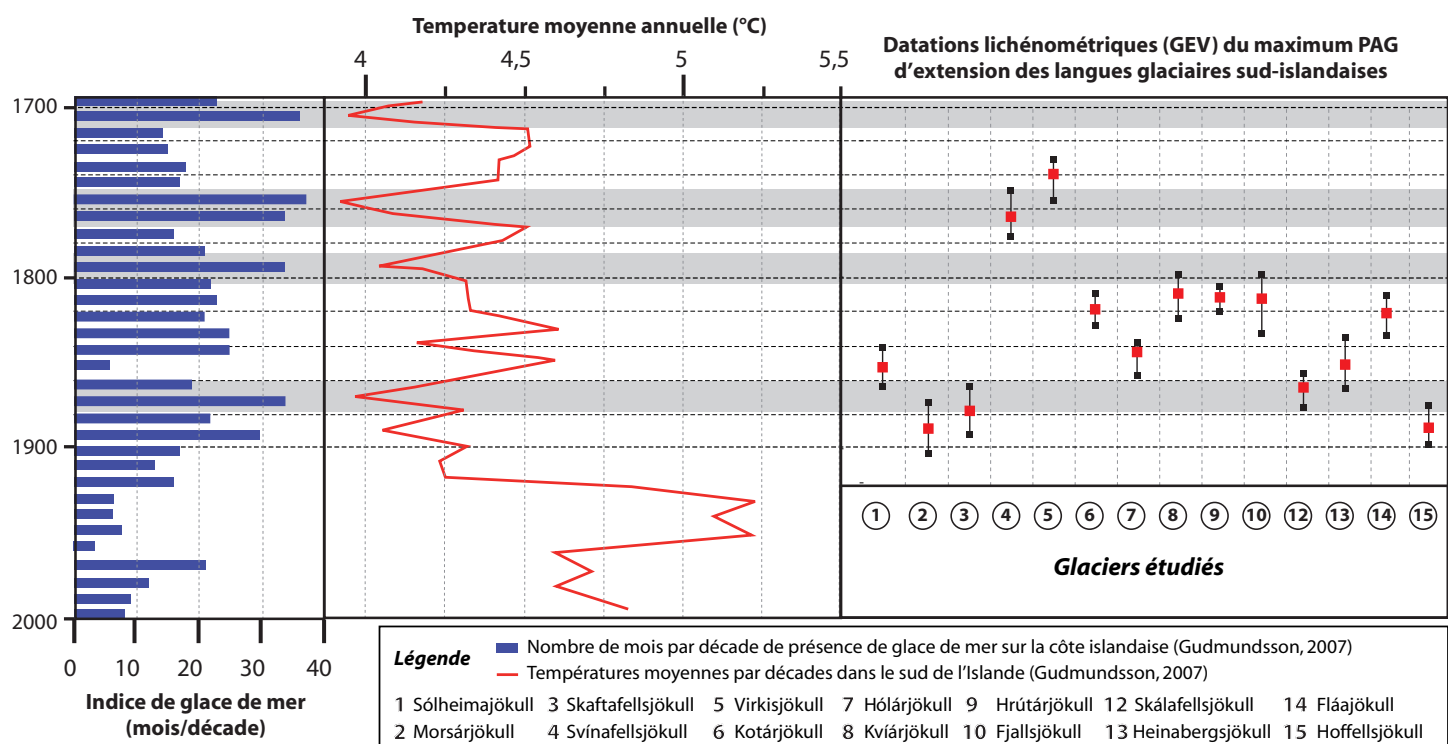 Temperature moyenne annuelle (°C)
4 4,5 5 5,5
Datations lichénométriques (GEV) du maximum PAG
d'extension des langues glaciaires sud-islandaises
1700
1800
1900
2000
0 10 20 30 40
Indice de glace de mer
(mois/décade)
1 2 3 4 5 6 7 8 9 10 12 13 14 15
Glaciers étudiés
Légende
Nombre de mois par décade de présence de glace de mer sur la côte islandaise (Gudmundsson, 2007)
Températures moyennes par décades dans le sud de l'Islande (Gudmundsson, 2007)
1 Sólheimajökull 3 Skaftafellsjökull 5 Virkisjökull 7 Hólárjökull 9 Hrútárjökull 12 Skálafellsjökull 14 Fláajökull
2 Morsárjökull 4 Svínafellsjökull 6 Kotárjökull 8 Kvíárjökull 10 Fjallsjökull 13 Heinabergsjökull 15 Hoffellsjökull